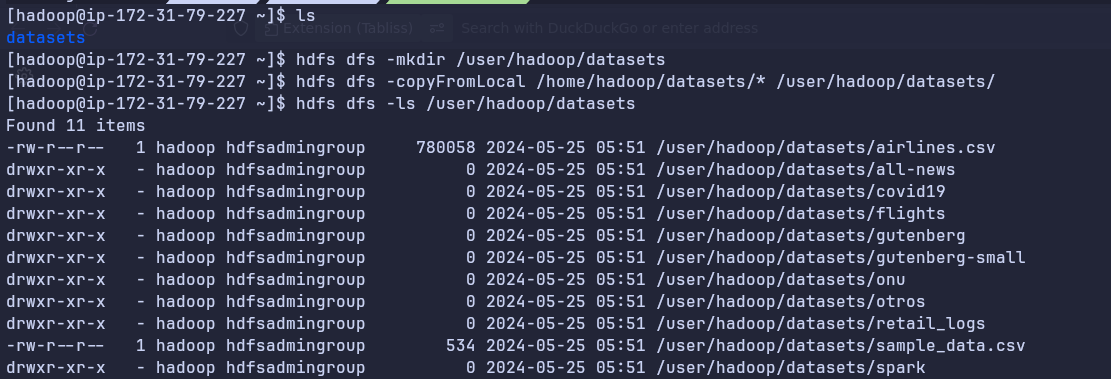 [hadoop@ip-172-31-79-227 ~]$ ls
Extension (Tabliss) Search with DuckDuckGo or enter address
datasets
[hadoop@ip-172-31-79-227 ~]$ hdfs dfs -mkdir /user/hadoop/datasets
[hadoop@ip-172-31-79-227 ~]$ hdfs dfs -copyFromLocal /home/hadoop/datasets/* /user/hadoop/datasets/
[hadoop@ip-172-31-79-227 ~]$ hdfs dfs -ls /user/hadoop/datasets
Found 11 items
-rw-r--r--   1 hadoop hdfsadmingroup     780058 2024-05-25 05:51 /user/hadoop/datasets/airlines.csv
drwxr-xr-x   - hadoop hdfsadmingroup          0 2024-05-25 05:51 /user/hadoop/datasets/all-news
drwxr-xr-x   - hadoop hdfsadmingroup          0 2024-05-25 05:51 /user/hadoop/datasets/covid19
drwxr-xr-x   - hadoop hdfsadmingroup          0 2024-05-25 05:51 /user/hadoop/datasets/flights
drwxr-xr-x   - hadoop hdfsadmingroup          0 2024-05-25 05:51 /user/hadoop/datasets/gutenberg
drwxr-xr-x   - hadoop hdfsadmingroup          0 2024-05-25 05:51 /user/hadoop/datasets/gutenberg-small
drwxr-xr-x   - hadoop hdfsadmingroup          0 2024-05-25 05:51 /user/hadoop/datasets/onu
drwxr-xr-x   - hadoop hdfsadmingroup          0 2024-05-25 05:51 /user/hadoop/datasets/otros
drwxr-xr-x   - hadoop hdfsadmingroup          0 2024-05-25 05:51 /user/hadoop/datasets/retail_logs
-rw-r--r--   1 hadoop hdfsadmingroup        534 2024-05-25 05:51 /user/hadoop/datasets/sample_data.csv
drwxr-xr-x   - hadoop hdfsadmingroup          0 2024-05-25 05:51 /user/hadoop/datasets/spark